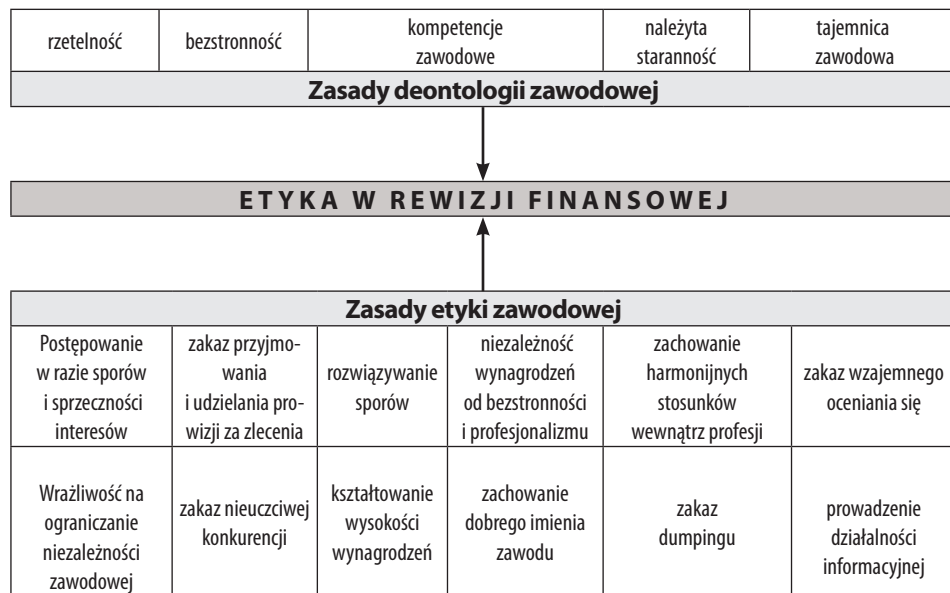 rzetelność
bezstronność
kompetencje
zawodowe
należyta
staranność
tajemnica
zawodowa
Zasady deontologii zawodowej
ETYKA W REWIZJI FINANSOWEJ
Zasady etyki zawodowej
Postępowanie
w razie sporów
i sprzeczności
interesów
zakaz przyjmo-
wania
i udzielania pro-
wizji za zlecenia
rozwiązywanie
sporów
niezależność
wynagrodzeń
od bezstronności
i profesjonalizmu
zachowanie
harmonijnych
stosunków
wewnątrz profesji
zakaz wzajemnego
oceniania się
Wrażliwość na
ograniczanie
niezależności
zawodowej
zakaz nieuczciwej
konkurencji
kształtowanie
wysokości
wynagrodzeń
zachowanie
dobrego imienia
zawodu
zakaz
dumpingu
prowadzenie
działalności
informacyjnej